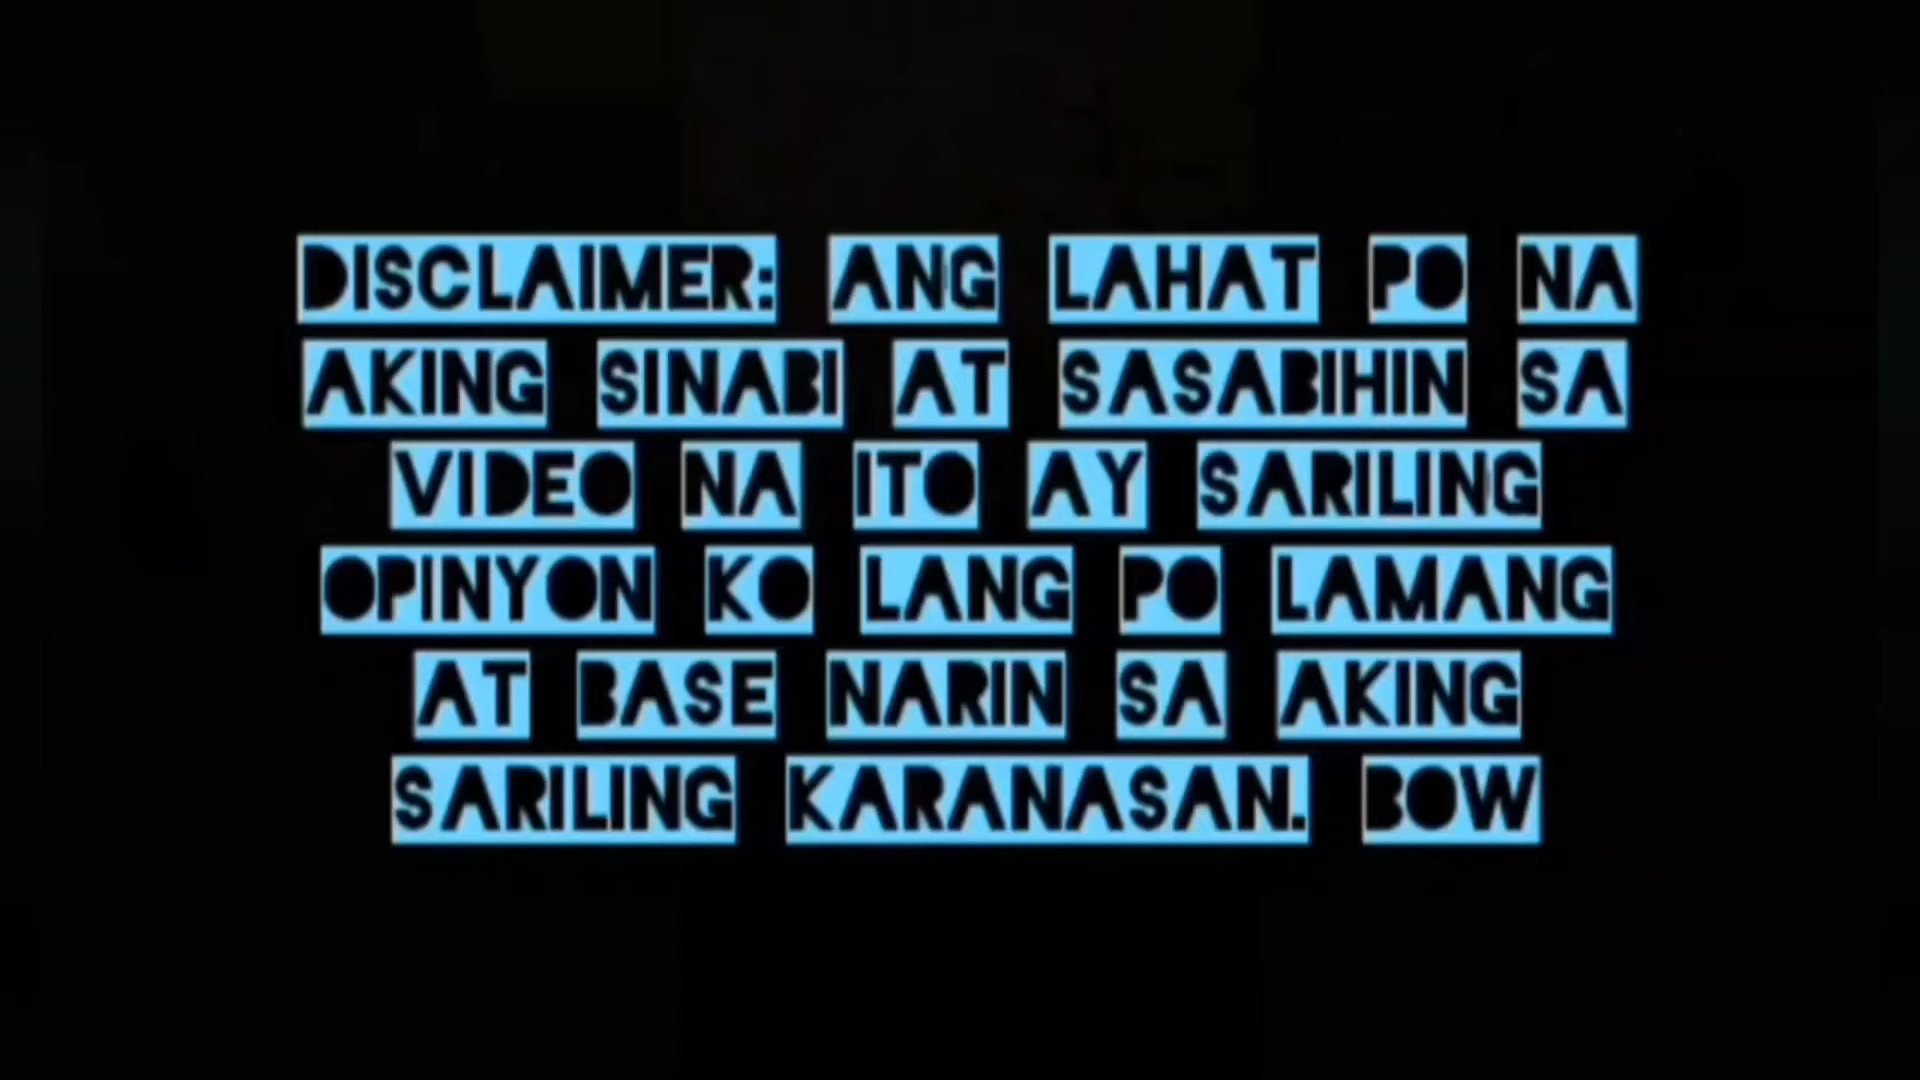 DISCLAIMER: ANG LAHAT PO NA
AKING SINABI AT SASABIHIN SA
VIDEO NA ITO AY SARILING
OPINYON KO LANG PO LAMANG
AT BASE NARIN SA AKING
SARILING KARANASAN. BOW